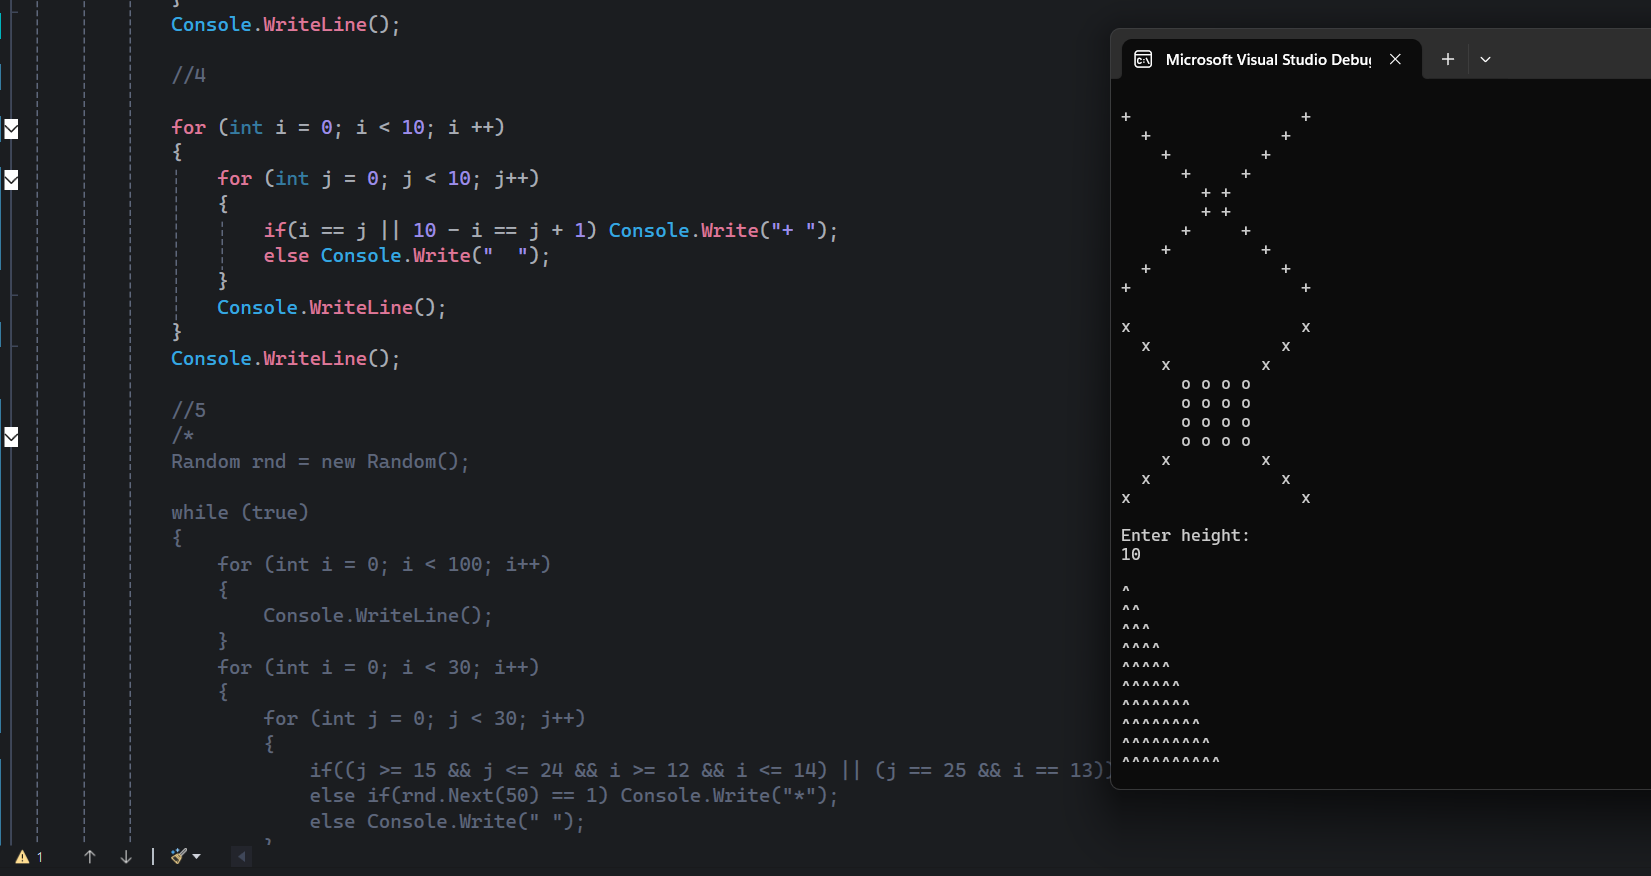 }
Console.WriteLine();
//4
for (int i = 0; i < 10; i ++)
{
    for (int j = 0; j < 10; j++)
    {
        if(i == j || 10 - i == j + 1) Console.Write("+ ");
        else Console.Write("  ");
    }
    Console.WriteLine();
}
Console.WriteLine();
//5
/*
Random rnd = new Random();
while (true)
{
    for (int i = 0; i < 100; i++)
    {
        Console.WriteLine();
    }
    for (int i = 0; i < 30; i++)
    {
        for (int j = 0; j < 30; j++)
        {
            if((j >= 15 && j <= 24 && i >= 12 && i <= 14) || (j == 25 && i == 13))
            else if(rnd.Next(50) == 1) Console.Write("*");
            else Console.Write(" ");
        }
1
Microsoft Visual Studio Debu
+                 +
  +             +
    +         +
      +     +
        + +
        + +
      +     +
    +         +
  +             +
+                 +
x                 x
  x             x
    x         x
      o o o o
      o o o o
      o o o o
      o o o o
    x         x
  x             x
x                 x
Enter height:
10
^
^^
^^^
^^^^
^^^^^
^^^^^^
^^^^^^^
^^^^^^^^
^^^^^^^^^
^^^^^^^^^^